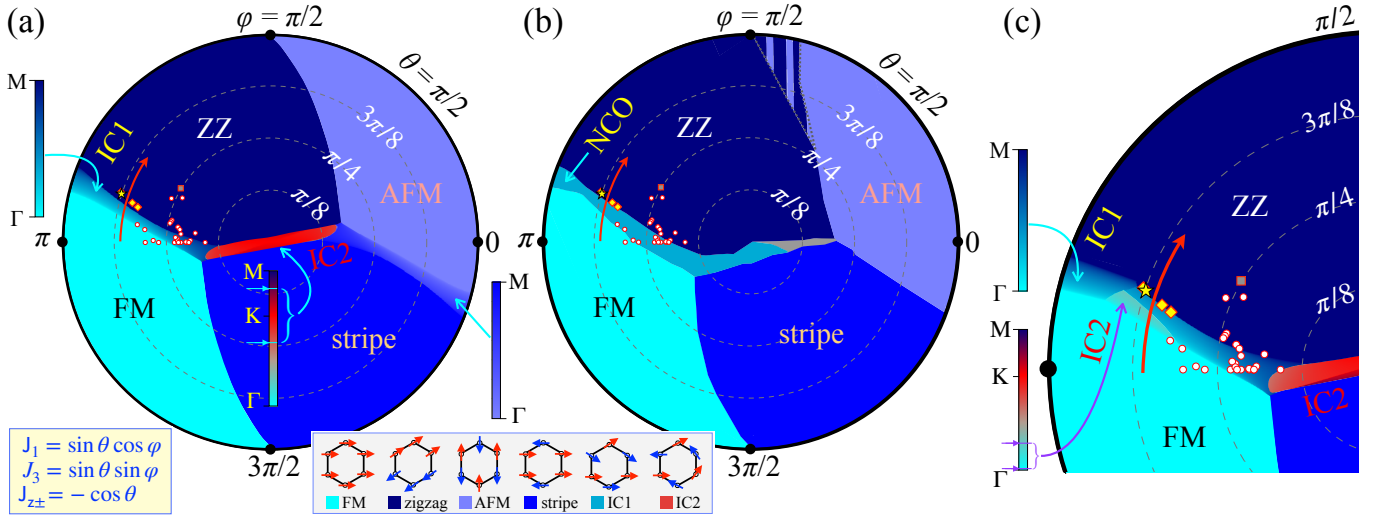 (a)
φ = π/2
θ = π/2
M
Γ
IC1
ZZ
3π/8
π/4
π/8
AFM
π
0
IC2
FM
M
K
Γ
stripe
M
Γ
3π/2
J₁ = sin θ cos φ
J₃ = sin θ sin φ
J_z± = − cos θ
(b)
φ = π/2
θ = π/2
NCO
ZZ
3π/8
π/4
π/8
AFM
π
0
FM
stripe
3π/2
FM zigzag AFM stripe IC1 IC2
(c)
π/2
M
Γ
IC1
ZZ
3π/8
π/4
π/8
M
K
Γ
IC2
FM
IC2